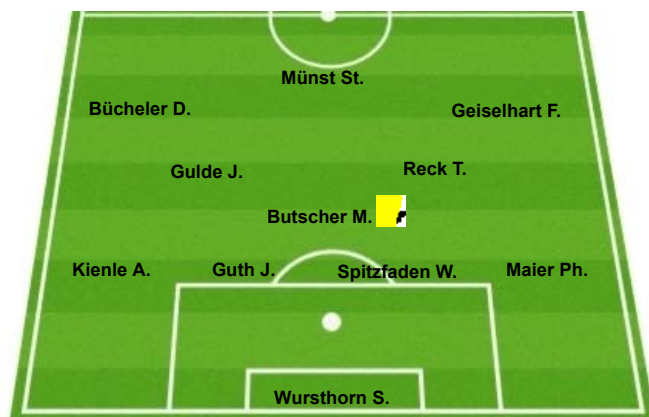 Münst St.
Bücheler D.
Geiselhart F.
Gulde J.
Reck T.
Butscher M.
Kienle A.
Guth J.
Spitzfaden W.
Maier Ph.
Wursthorn S.